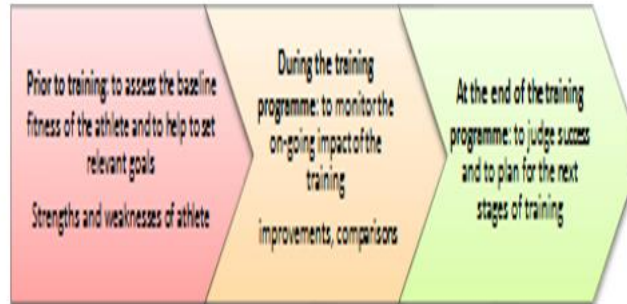 Prior to training: to assess the baseline
fitness of the athlete and to help to set
relevant goals
Strengths and weaknesses of athlete
During the training
programme: to monitor the
on-going impact of the
training
improvements, comparisons
At the end of the training
programme: to judge success
and to plan for the next
stages of training